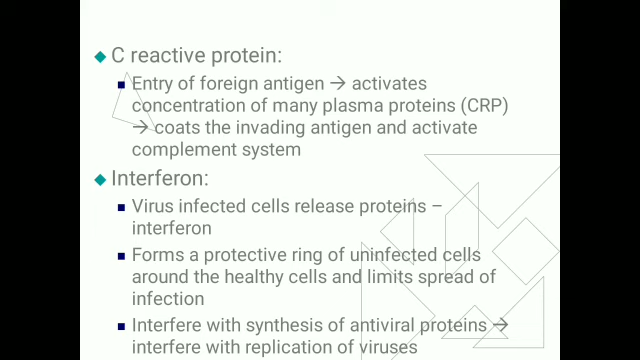 ◆ C reactive protein:
■ Entry of foreign antigen → activates
concentration of many plasma proteins (CRP)
→ coats the invading antigen and activate
complement system
◆ Interferon:
■ Virus infected cells release proteins –
interferon
■ Forms a protective ring of uninfected cells
around the healthy cells and limits spread of
infection
■ Interfere with synthesis of antiviral proteins →
interfere with replication of viruses